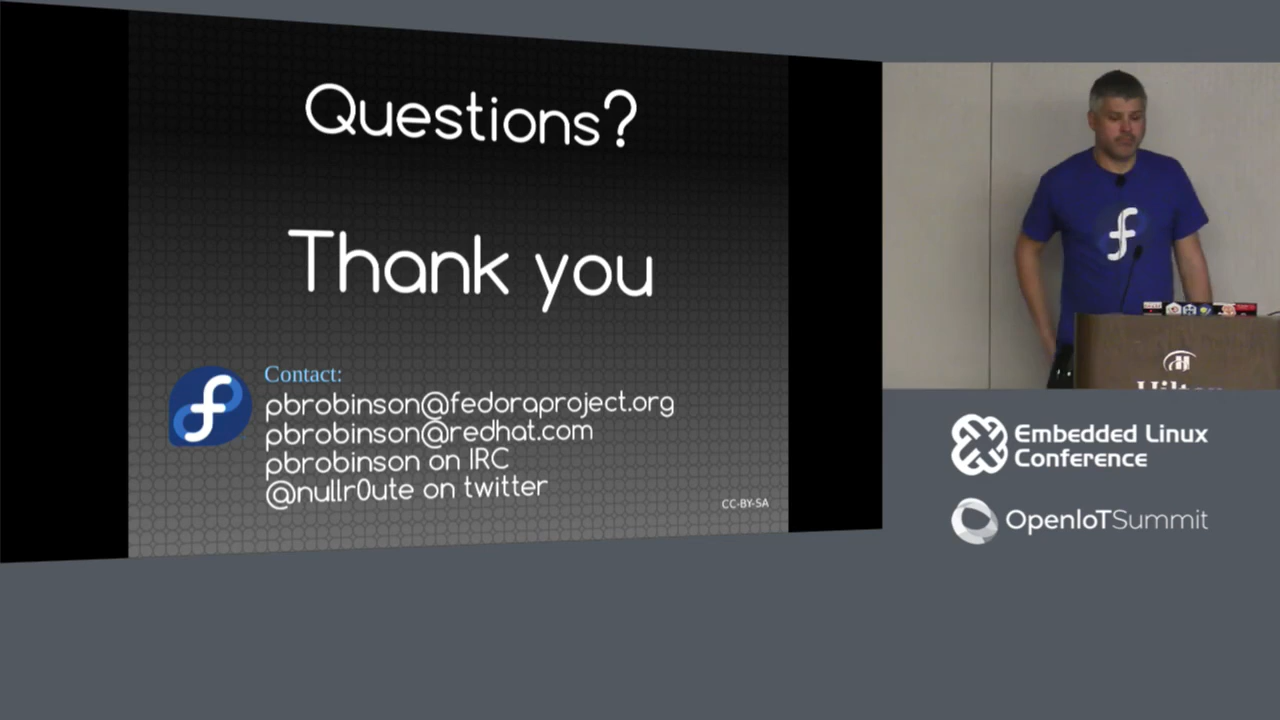 Questions?
Thank you
Contact:
pbrobinson@fedoraproject.org
pbrobinson@redhat.com
pbrobinson on IRC
@nullr0ute on twitter
CC-BY-SA
Hilton
Embedded Linux
Conference
OpenIoTSummit